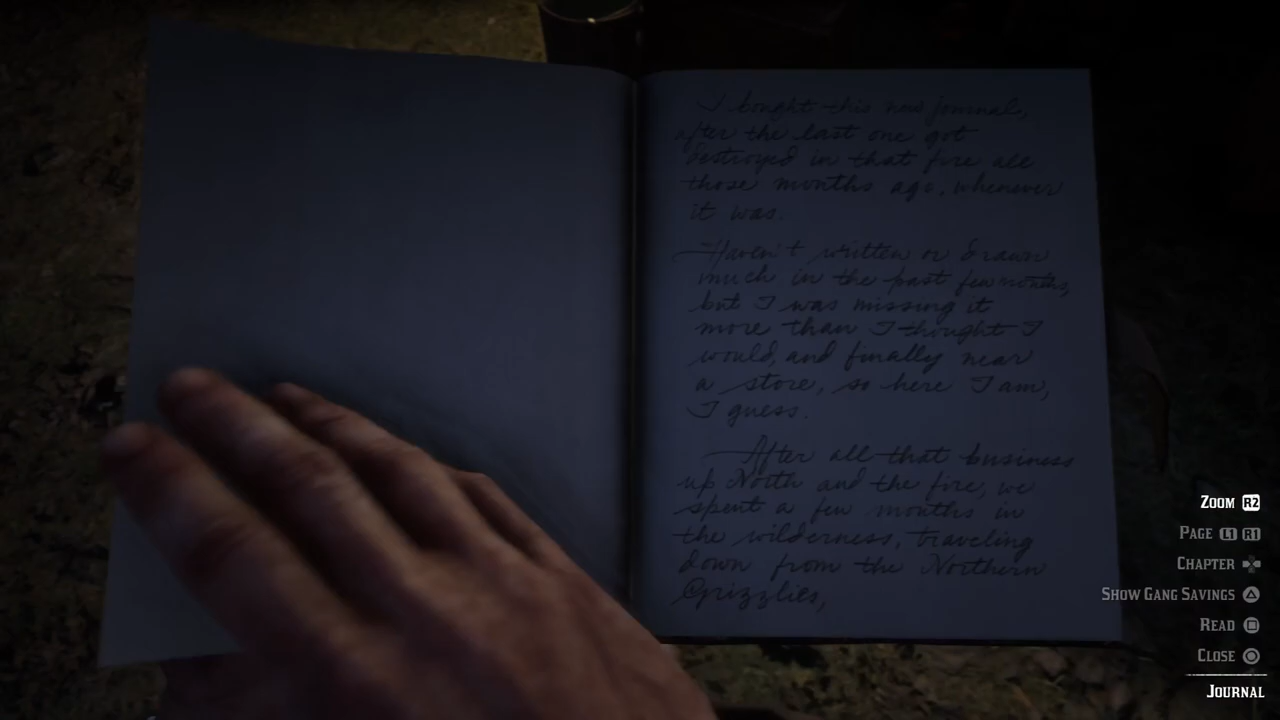 I bought this new journal,
after the last one got
destroyed in that fire all
those months ago, whenever
it was.
Haven't written or drawn
much in the past few months,
but I was missing it
more than I thought I
would, and finally near
a store, so here I am,
I guess.
After all that business
up North and the fire, we
spent a few months in
the wilderness, traveling
down from the Northern
Grizzlies,
ZOOM R2
PAGE L1 R1
CHAPTER
SHOW GANG SAVINGS
READ
CLOSE
JOURNAL